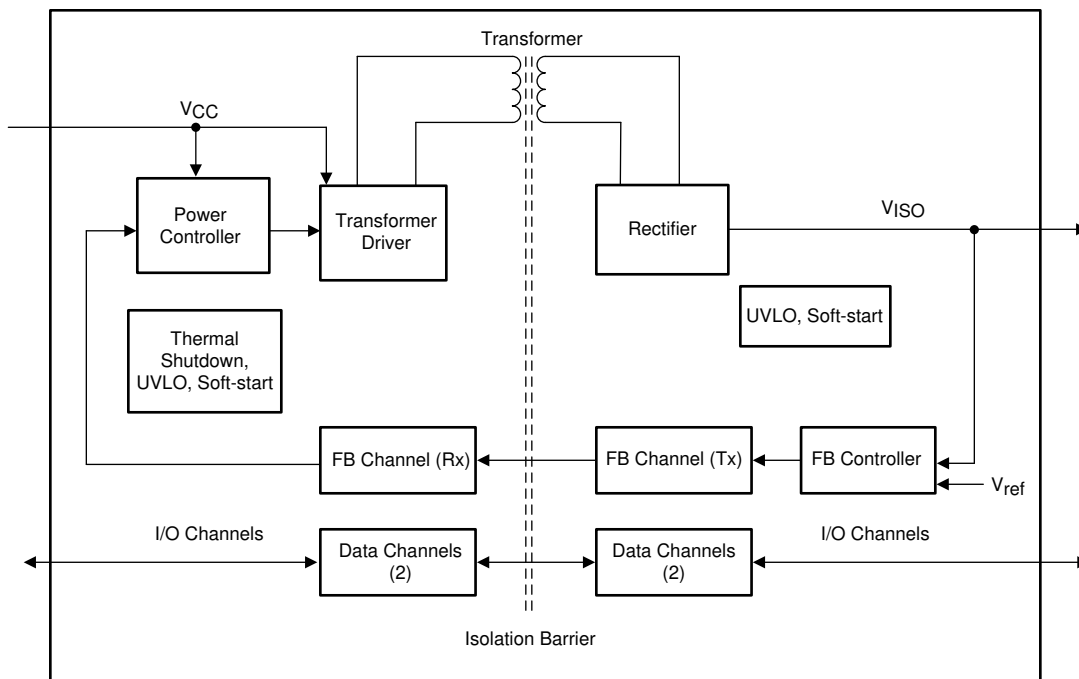 Transformer
VCC
Power
Controller
Transformer
Driver
Rectifier
VISO
Thermal
Shutdown,
UVLO, Soft-start
UVLO, Soft-start
FB Channel (Rx)
FB Channel (Tx)
FB Controller
Vref
I/O Channels
I/O Channels
Data Channels
(2)
Data Channels
(2)
Isolation Barrier